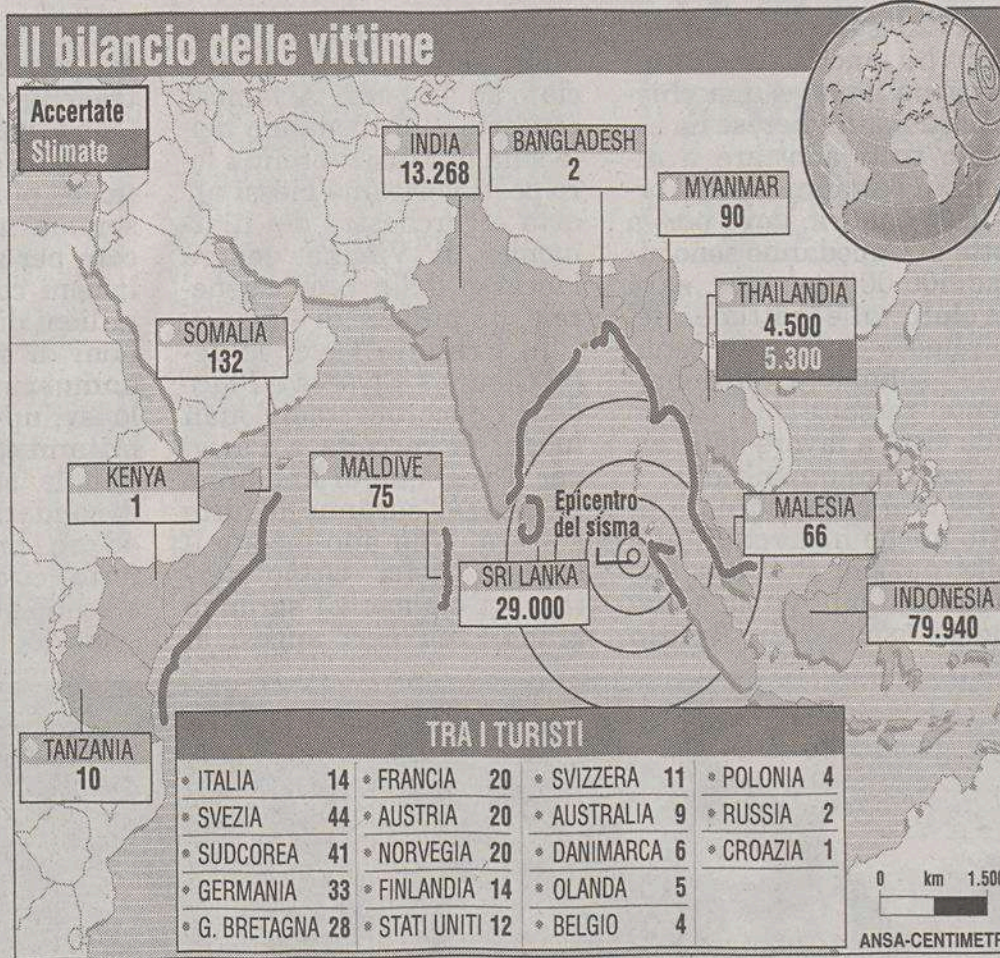 Il bilancio delle vittime
Accertate
Stimate
INDIA
13.268
BANGLADESH
2
MYANMAR
90
THAILANDIA
4.500
5.300
SOMALIA
132
KENYA
1
MALDIVE
75
Epicentro
del sisma
MALESIA
66
SRI LANKA
29.000
INDONESIA
79.940
TANZANIA
10
TRA I TURISTI
ITALIA 14
SVEZIA 44
SUDCOREA 41
GERMANIA 33
G. BRETAGNA 28
FRANCIA 20
AUSTRIA 20
NORVEGIA 20
FINLANDIA 14
STATI UNITI 12
SVIZZERA 11
AUSTRALIA 9
DANIMARCA 6
OLANDA 5
BELGIO 4
POLONIA 4
RUSSIA 2
CROAZIA 1
0 km 1.500
ANSA-CENTIMETR